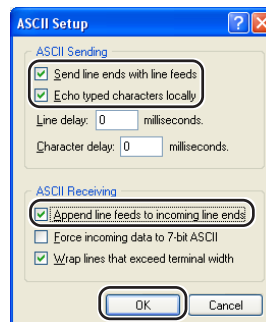 ASCII Setup
ASCII Sending
Send line ends with line feeds
Echo typed characters locally
Line delay: 0 milliseconds.
Character delay: 0 milliseconds.
ASCII Receiving
Append line feeds to incoming line ends
Force incoming data to 7-bit ASCII
Wrap lines that exceed terminal width
OK Cancel